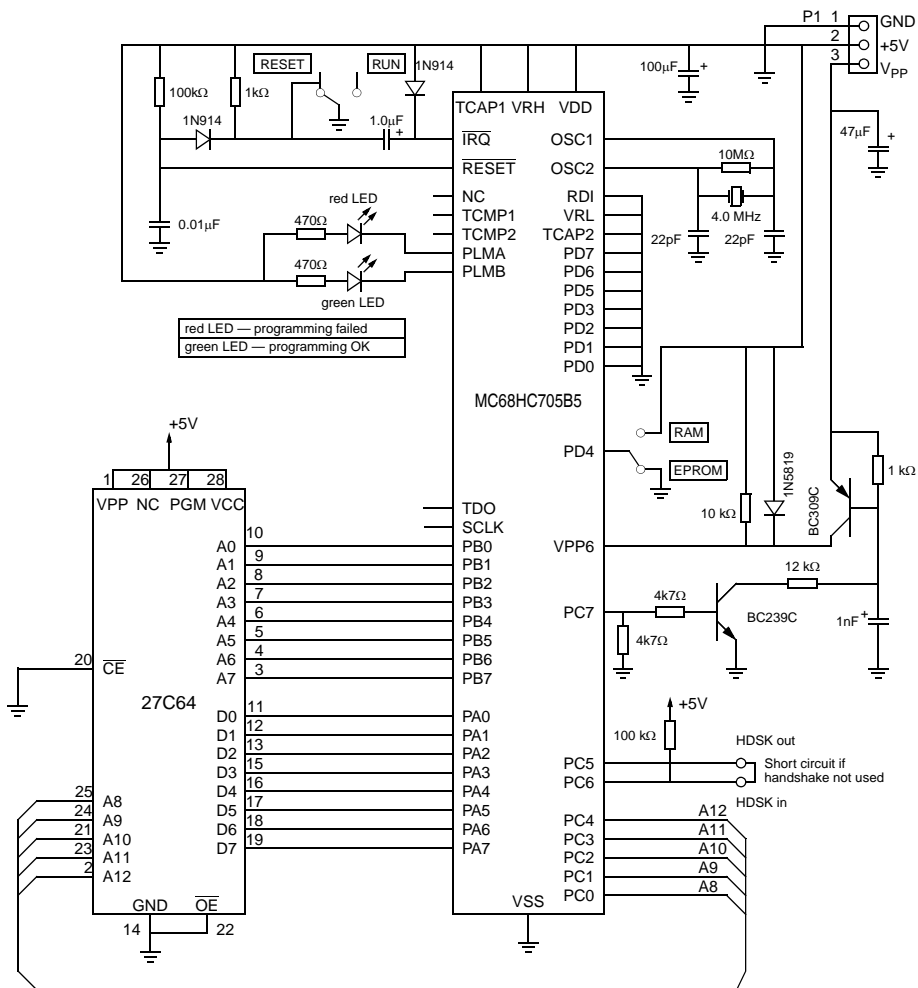 P1 1 GND
2 +5V
3 VPP
RESET RUN 1N914
100µF +
100kΩ 1kΩ
TCAP1 VRH VDD
1N914 1.0µF +
47µF +
IRQ OSC1
10MΩ
RESET OSC2
red LED NC RDI
TCMP1 VRL 4.0 MHz
0.01µF 470Ω TCMP2 TCAP2 22pF 22pF
PLMA PD7
470Ω PLMB PD6
green LED PD5
PD3
red LED — programming failed PD2
green LED — programming OK PD1
PD0
MC68HC705B5
+5V RAM
PD4
EPROM 1 kΩ
1 26 27 28 1N5819
VPP NC PGM VCC BC309C
TDO 10 kΩ
SCLK
A0 10 PB0 VPP6
A1 9 PB1
A2 8 PB2 12 kΩ
A3 7 PB3
A4 6 PB4 PC7 4k7Ω BC239C 1nF +
A5 5 PB5 4k7Ω
20 CE A6 4 PB6
A7 3 PB7
27C64 +5V
D0 11 PA0
D1 12 PA1 100 kΩ HDSK out
D2 13 PA2 PC5 Short circuit if
D3 15 PA3 PC6 handshake not used
D4 16 PA4 HDSK in
25 A8 D5 17 PA5 PC4 A12
24 A9 D6 18 PA6 PC3 A11
21 A10 D7 19 PA7 PC2 A10
23 A11 PC1 A9
2 A12 PC0 A8
GND OE VSS
14 22